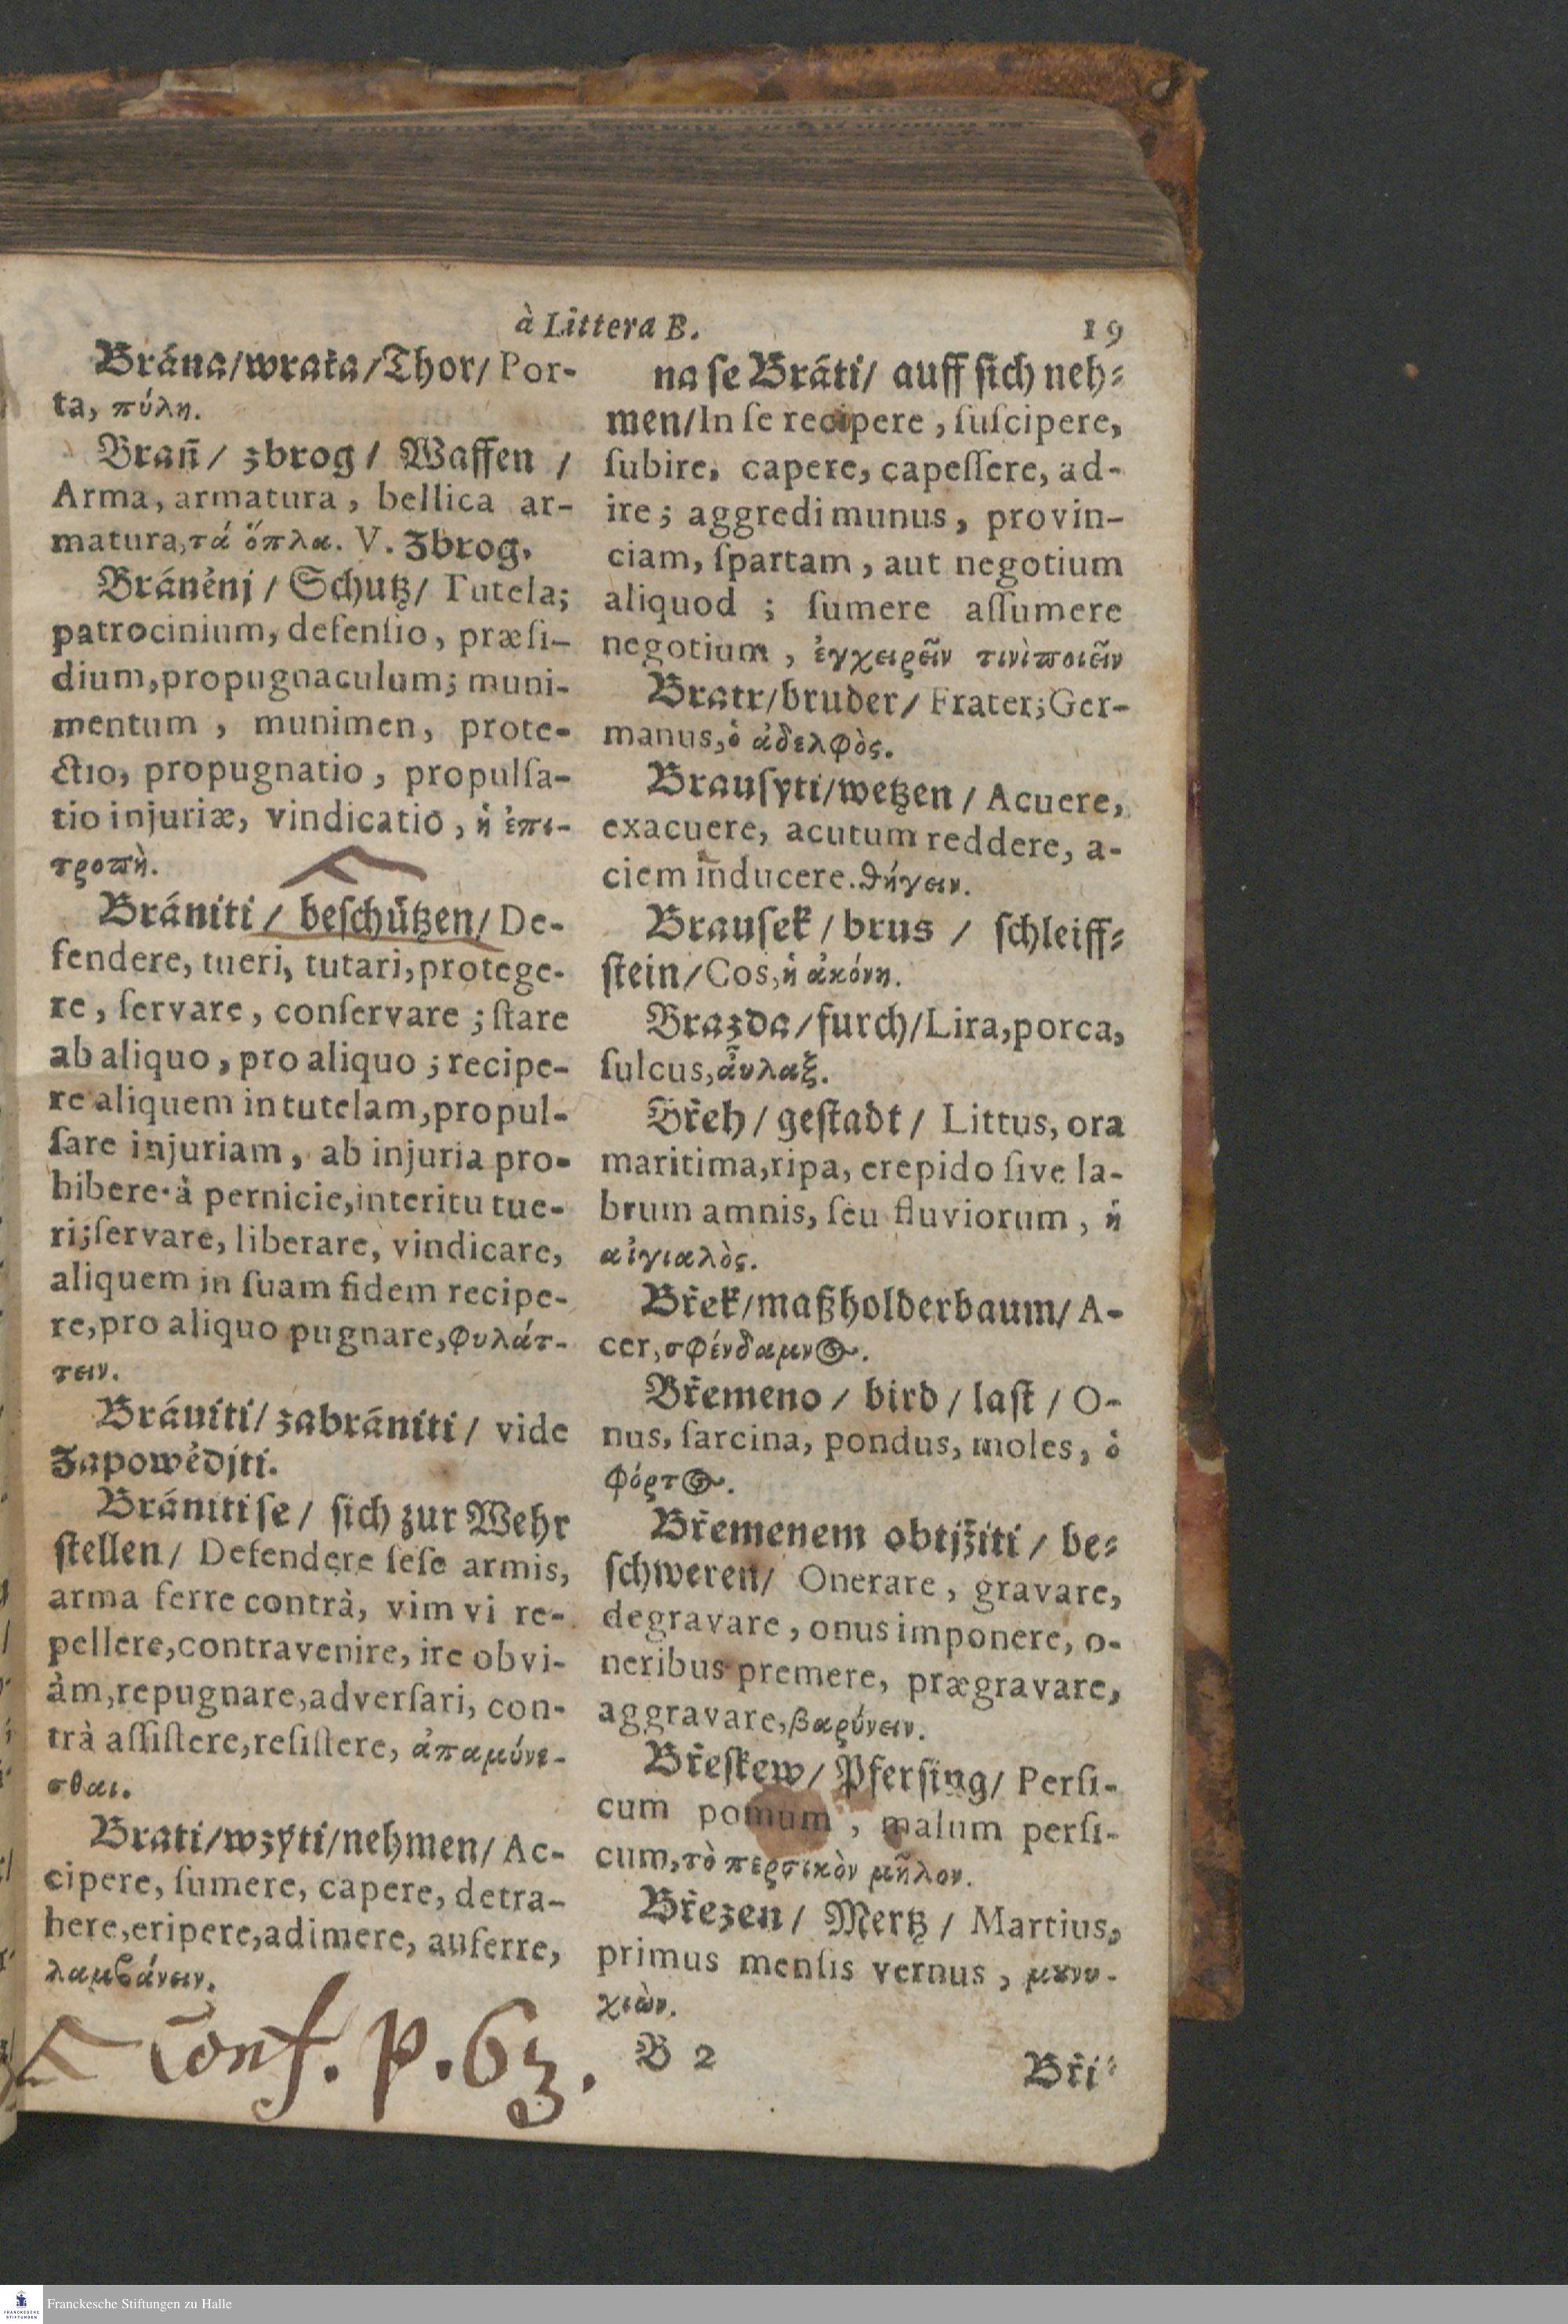 à Littera B. 19
Brána/wrata/Thor/ Por-
ta, πύλη.
Brañ/ zbrog/ Waffen /
Arma, armatura, bellica ar-
matura,τά ὅπλα. V. Zbrog.
Bráněnj / Schutz/ Tutela;
patrocinium, defensio, præsi-
dium,propugnaculum; muni-
mentum , munimen, prote-
ctio, propugnatio, propulsa-
tio injuriæ, vindicatio, ἡ ἐπι-
τροπὴ.
Brániti / beschützen/ De-
fendere, tueri, tutari,protege-
re, servare, conservare ; stare
ab aliquo, pro aliquo ; recipe-
re aliquem in tutelam,propul-
sare injuriam, ab injuria pro-
hibere·à pernicie,interitu tue-
ri;servare, liberare, vindicare,
aliquem in suam fidem recipe-
re,pro aliquo pugnare,φυλάτ-
τειν.
Brániti/ zabrániti/ vide
Zapowědjti.
Brániti se/ sich zur Wehr
stellen/ Defendere sese armis,
arma ferre contrà, vim vi re-
pellere,contravenire, ire obvi-
àm,repugnare,adversari, con-
trà assistere,resistere, ἀπαμύνε-
σθαι.
Brati/wzýti/nehmen/ Ac-
cipere, sumere, capere, detra-
here,eripere,adimere, auferre,
λαμβάνειν.
Conf. p. 63.
na se Bráti/ auff sich neh-
men/In se recipere , suscipere,
subire, capere, capessere, ad-
ire; aggredi munus, provin-
ciam, spartam, aut negotium
aliquod ; sumere assumere
negotium , ἐγχειρεῖν τινὶ ποιεῖν
Bratr/bruder/ Frater;Ger-
manus,ὁ ἀδελφὸς.
Brausyti/wetzen / Acuere,
exacuere, acutum reddere, a-
ciem inducere.θήγειν.
Brausek/ brus / schleiff-
stein/Cos,ἡ ἀκόνη.
Brazda/furch/Lira,porca,
sulcus,αὖλαξ.
Břeh/ gestadt/ Littus, ora
maritima,ripa, crepido sive la-
brum amnis, seu fluviorum , ἡ
αἰγιαλὸς.
Břek/maßholderbaum/ A-
cer,σφένδαμνος.
Břemeno / bird / last / O-
nus, sarcina, pondus, moles, ὁ
φόρτος.
Břemenem obtjžiti / be-
schweren/ Onerare, gravare,
degravare, onus imponere, o-
neribus premere, prægravare,
aggravare,βαρύνειν.
Břeskew/ Pfersing/ Persi-
cum pomum , malum persi-
cum,τὸ περσικὸν μῆλον.
Březen/ Mertz / Martius,
primus mensis vernus , μουνυ-
χιὼν.
B 2
Bři-
Franckesche Stiftungen zu Halle